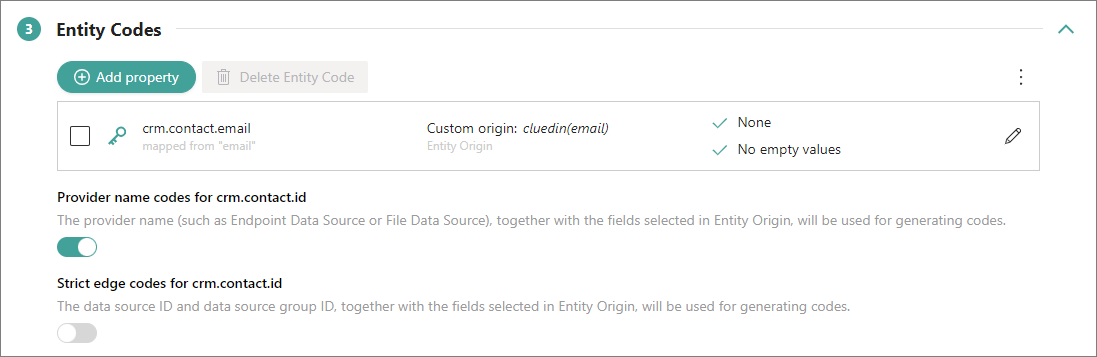 3 Entity Codes
Add property
Delete Entity Code
crm.contact.email
mapped from "email"
Custom origin: cluedin(email)
Entity Origin
None
No empty values
Provider name codes for crm.contact.id
The provider name (such as Endpoint Data Source or File Data Source), together with the fields selected in Entity Origin, will be used for generating codes.
Strict edge codes for crm.contact.id
The data source ID and data source group ID, together with the fields selected in Entity Origin, will be used for generating codes.